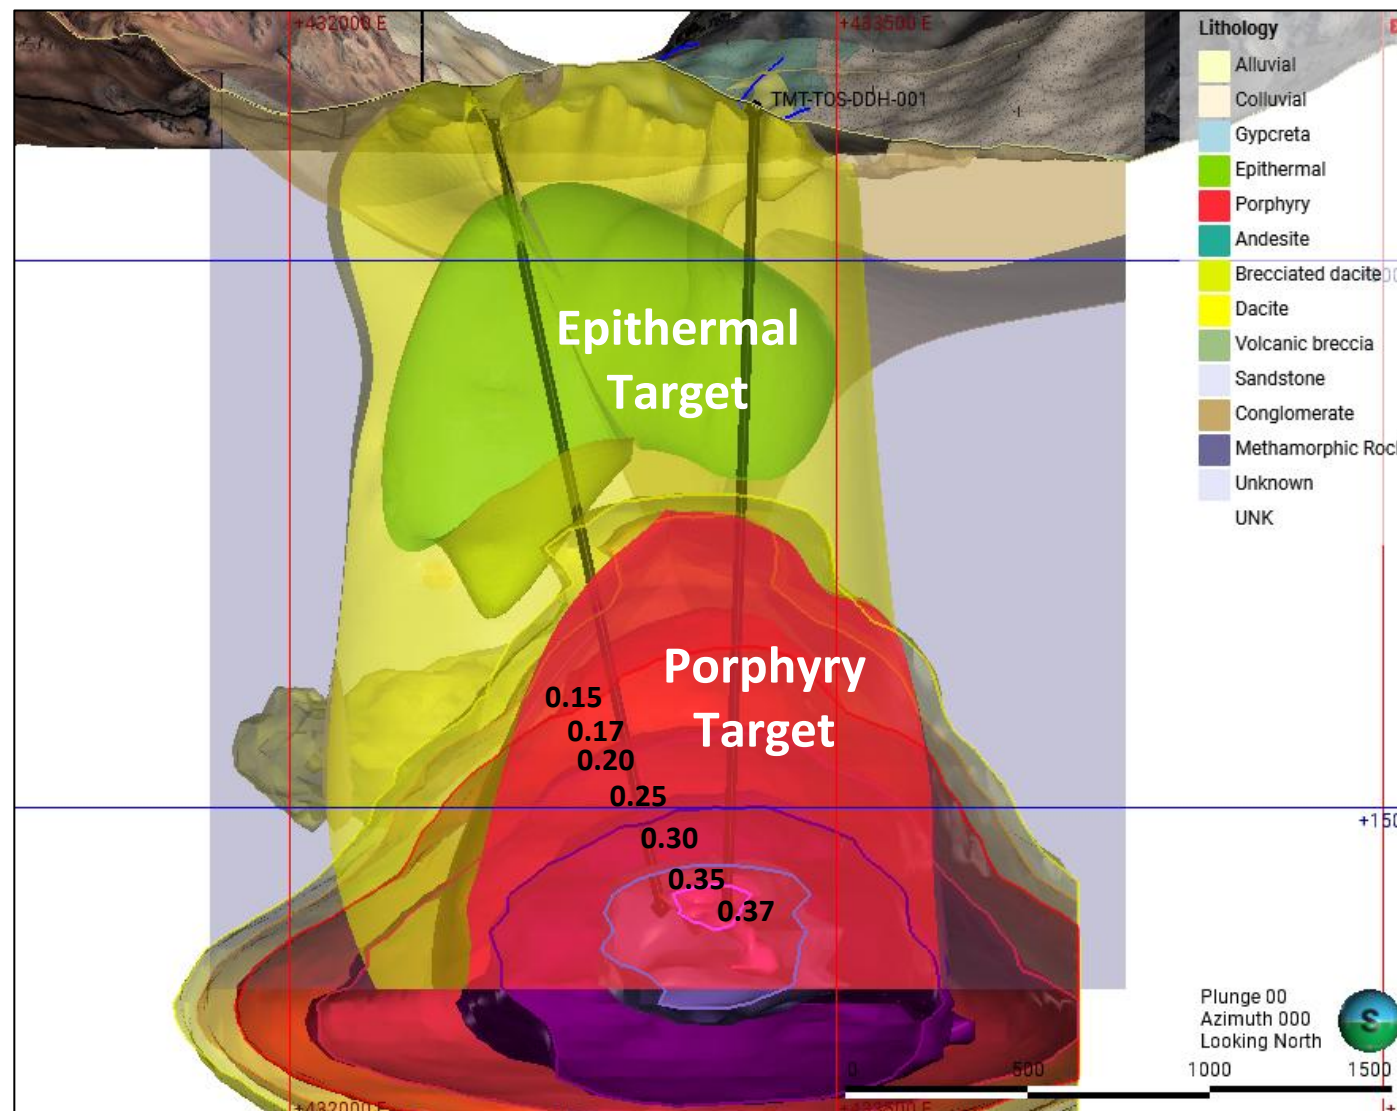 +432000 E
+433500 E
TMT-TOS-DDH-001
Lithology
Alluvial
Colluvial
Gypcreta
Epithermal
Porphyry
Andesite
Brecciated dacite
Dacite
Volcanic breccia
Sandstone
Conglomerate
Methamorphic Roc
Unknown
UNK
Epithermal
Target
Porphyry
Target
0.15
0.17
0.20
0.25
0.30
0.35
0.37
+150
Plunge 00
Azimuth 000
Looking North
S
0 500 1000 1500
+432000 E
+433500 E